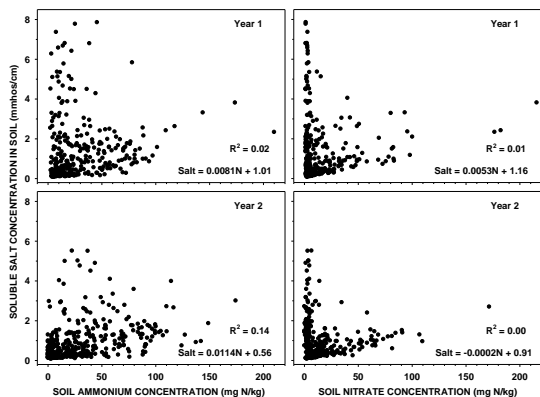 SOLUBLE SALT CONCENTRATION IN SOIL (mmhos/cm)
8
6
4
2
0
Year 1
R² = 0.02
Salt = 0.0081N + 1.01
Year 1
R² = 0.01
Salt = 0.0053N + 1.16
8
6
4
2
0
Year 2
R² = 0.14
Salt = 0.0114N + 0.56
0 50 100 150 200
Year 2
R² = 0.00
Salt = -0.0002N + 0.91
0 50 100 150 200
SOIL AMMONIUM CONCENTRATION (mg N/kg)
SOIL NITRATE CONCENTRATION (mg N/kg)